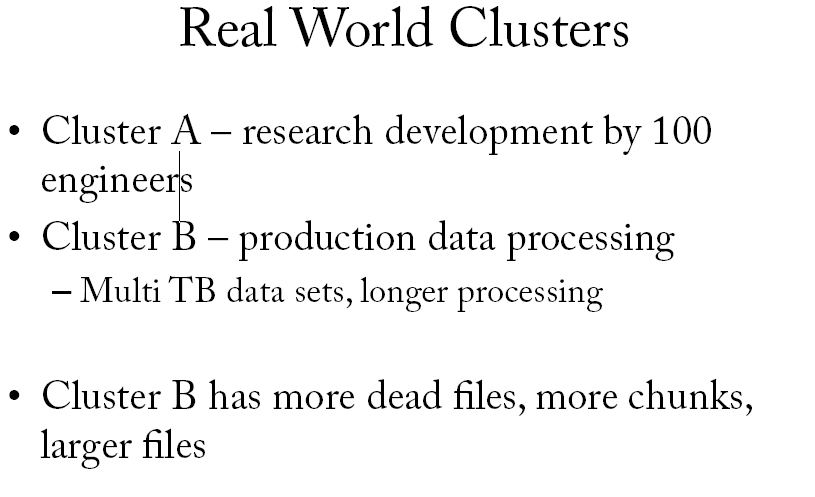 Real World Clusters
• Cluster A – research development by 100
engineers
• Cluster B – production data processing
– Multi TB data sets, longer processing
• Cluster B has more dead files, more chunks,
larger files